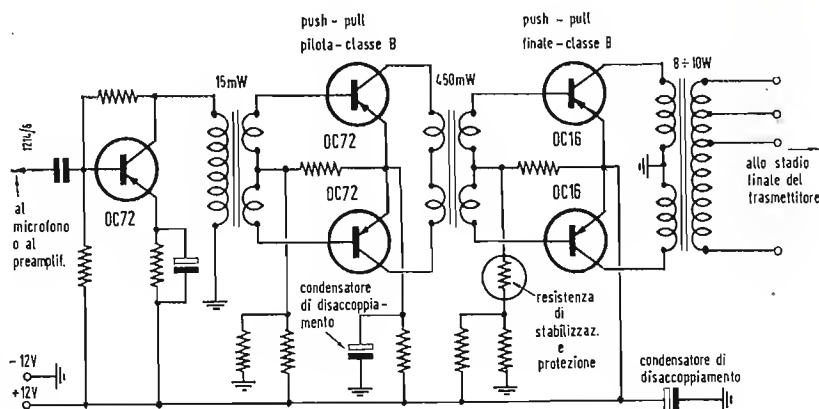 push - pull
pilota - classe B
push - pull
finale - classe B
15mW
450mW
8 ÷ 10W
OC72
OC16
1214/6
OC72
OC72
OC16
al
microfono
o al
preamplif.
allo stadio
finale del
trasmettitore
condensatore
di disaccoppia-
mento
resistenza
di
stabilizzaz.
e
protezione
condensatore di
disaccoppiamento
- 12V
+ 12V